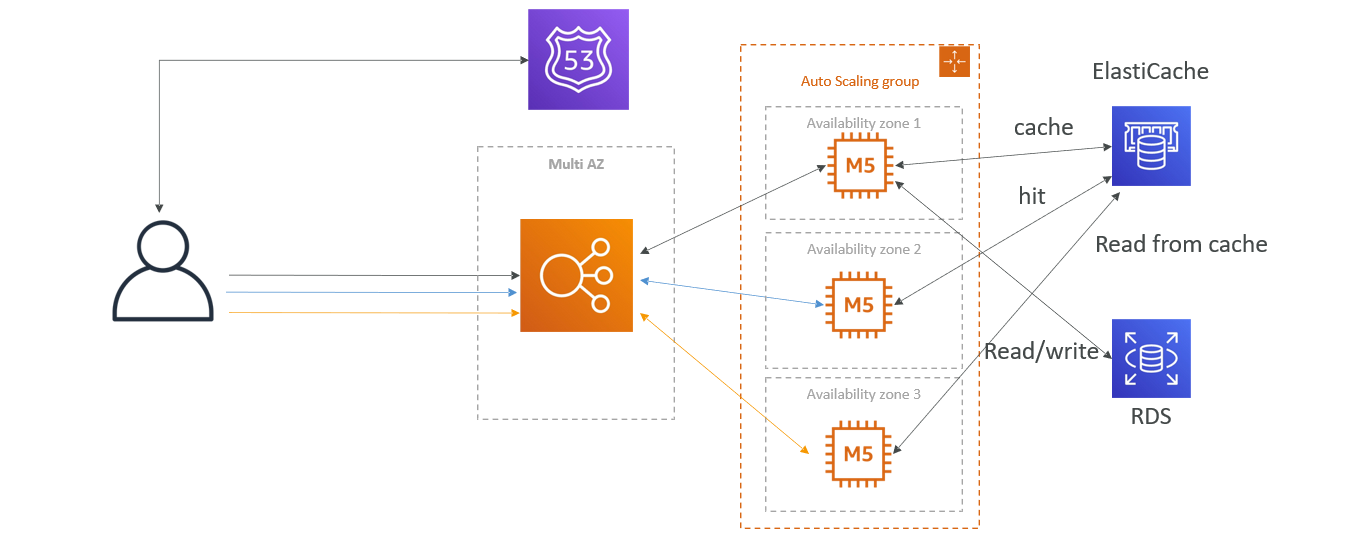 53
Multi AZ
Auto Scaling group
Availability zone 1
M5
Availability zone 2
M5
Availability zone 3
M5
ElastiCache
cache
hit
Read from cache
Read/write
RDS